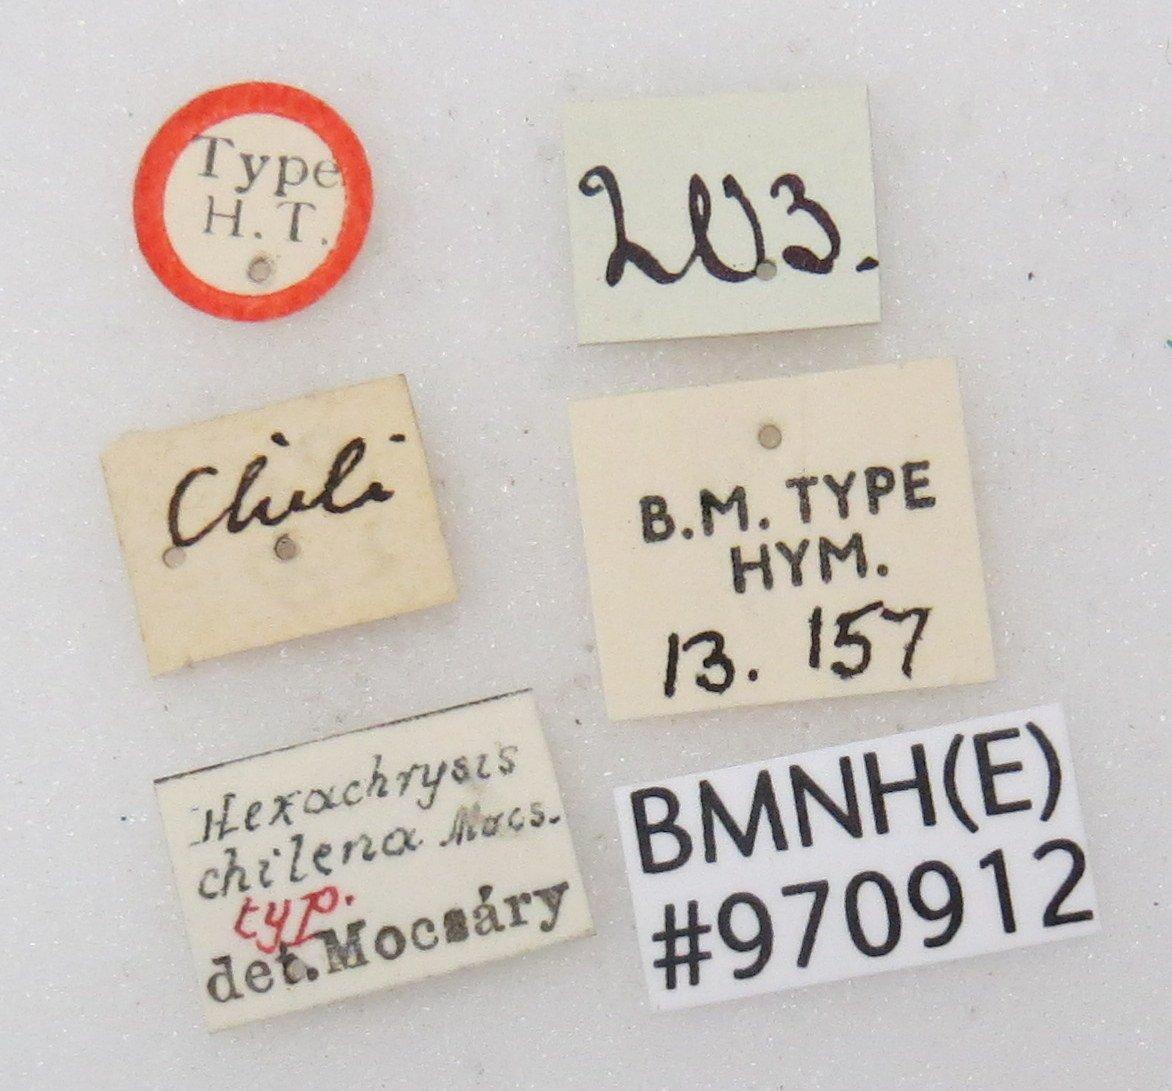 Type
H. T.
203.
Chili
B.M. TYPE
HYM.
13. 157
Hexachrysis
chilena Mocs.
typ.
det. Mocsáry
BMNH(E)
#970912